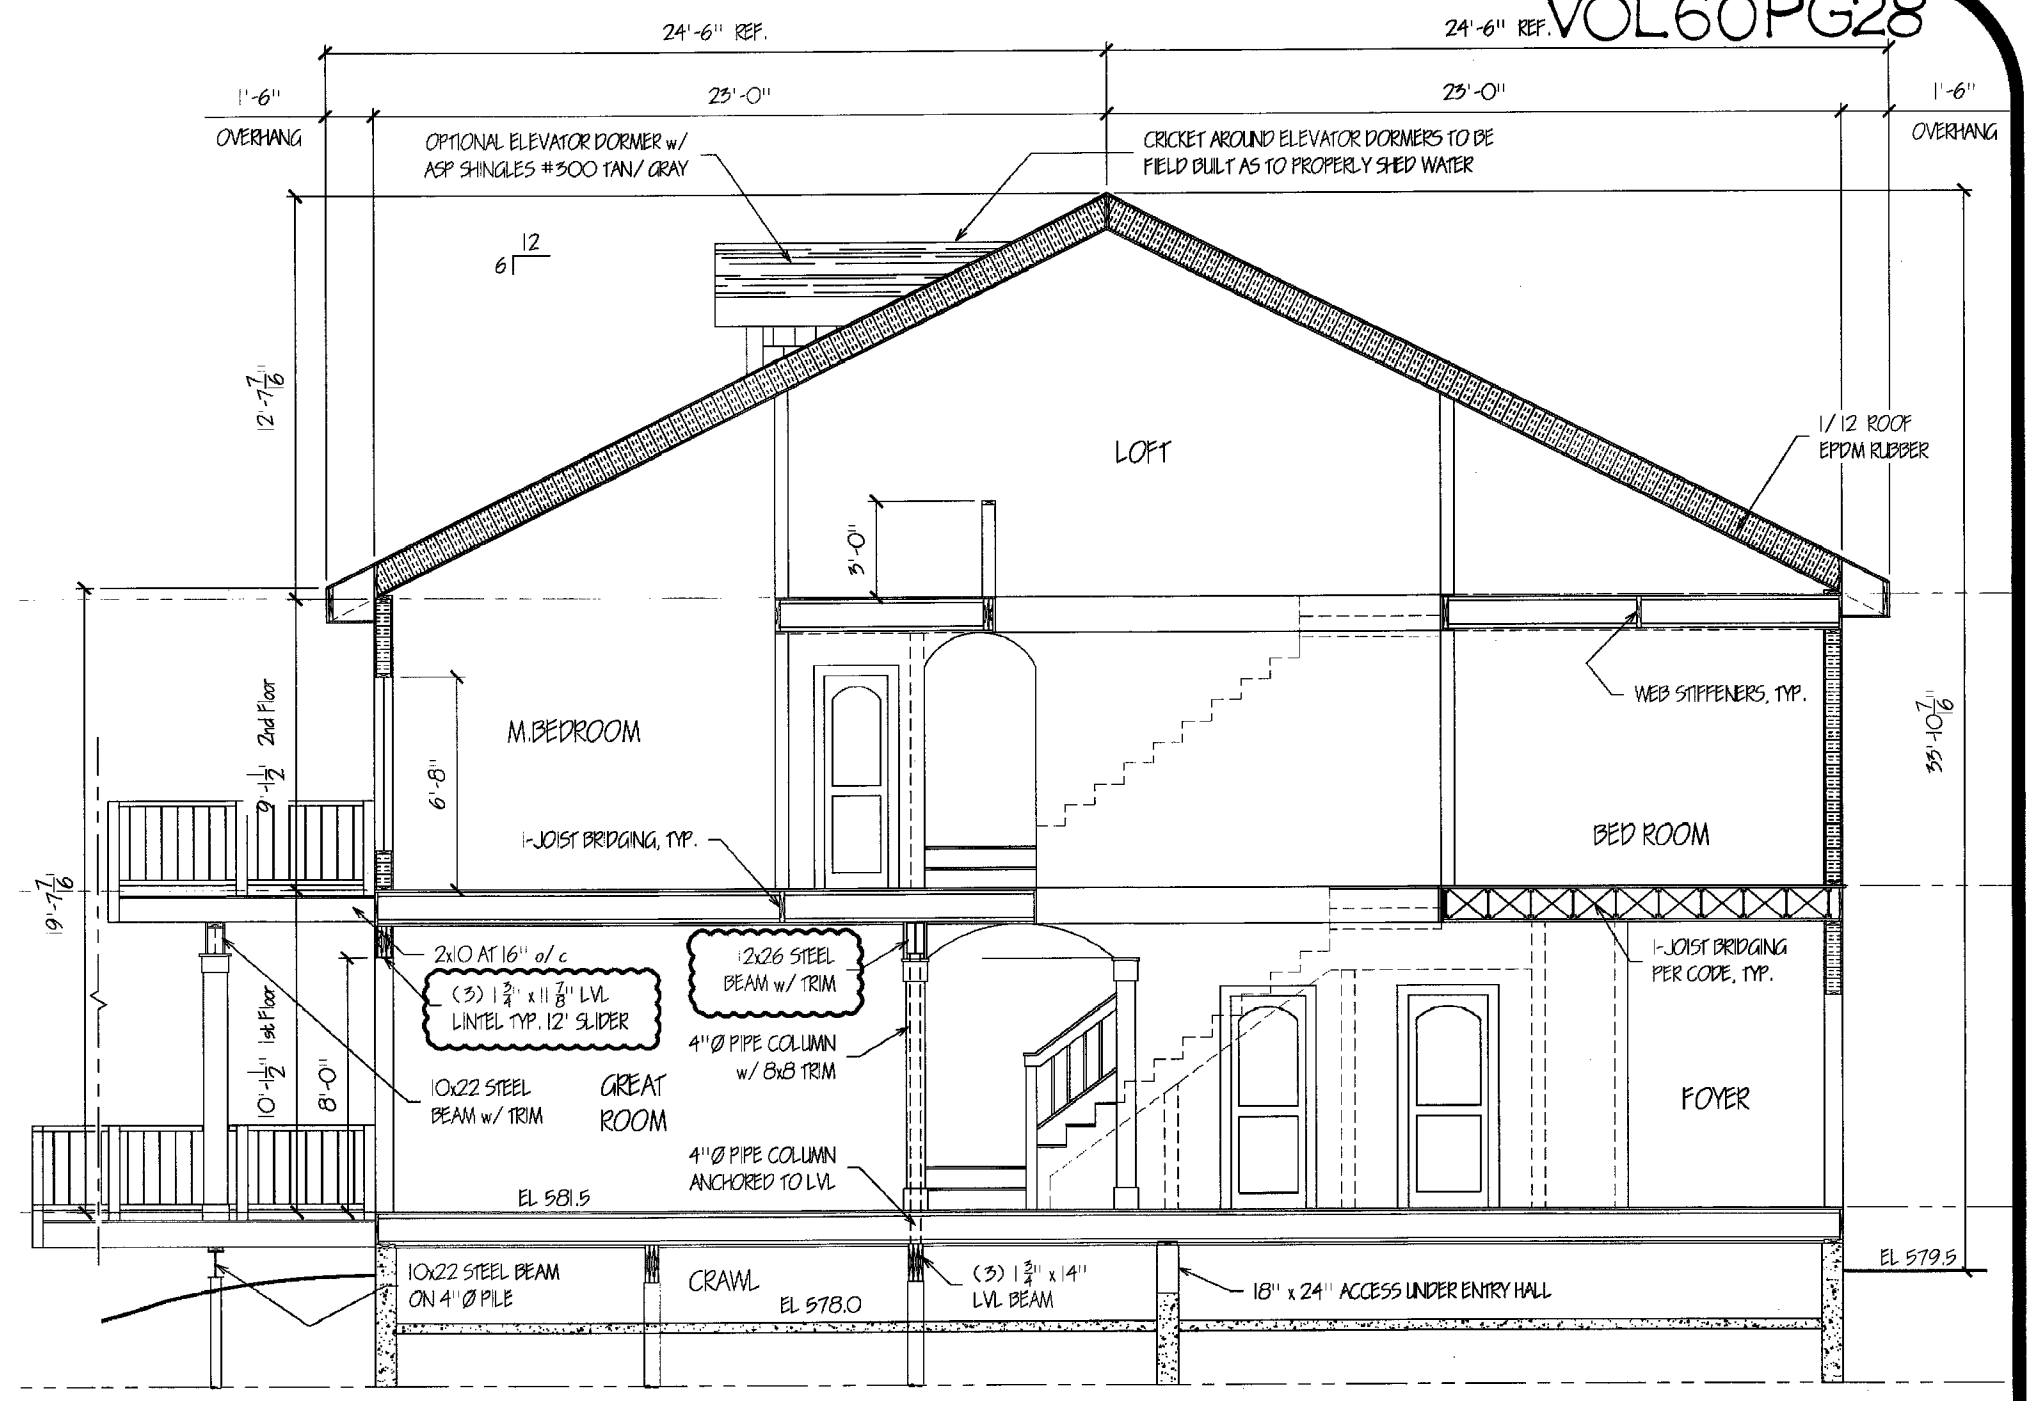 VOL60PG28
24'-6" REF.
24'-6" REF.
1'-6"
OVERHANG
23'-0"
23'-0"
1'-6"
OVERHANG
OPTIONAL ELEVATOR DORMER w/
ASP SHINGLES #300 TAN/ GRAY
CRICKET AROUND ELEVATOR DORMERS TO BE
FIELD BUILT AS TO PROPERLY SHED WATER
12
6
12'-7 7/16"
LOFT
1/12 ROOF
EPDM RUBBER
3'-0"
M.BEDROOM
WEB STIFFENERS, TYP.
33'-10 7/16"
9'-1 1/2" 2nd Floor
6'-8"
I-JOIST BRIDGING, TYP.
BED ROOM
19'-7 7/16"
2x10 AT 16" o/c
(3) 1 3/4" x 11 7/8" LVL
LINTEL TYP. 12' SLIDER
12x26 STEEL
BEAM w/ TRIM
I-JOIST BRIDGING
PER CODE, TYP.
4"Ø PIPE COLUMN
w/ 8x8 TRIM
10'-1 1/2" 1st Floor
8'-0"
10x22 STEEL
BEAM w/ TRIM
GREAT
ROOM
FOYER
4"Ø PIPE COLUMN
ANCHORED TO LVL
EL 581.5
10x22 STEEL BEAM
ON 4"Ø PILE
CRAWL
EL 578.0
(3) 1 3/4" x 14"
LVL BEAM
18" x 24" ACCESS UNDER ENTRY HALL
EL 579.5